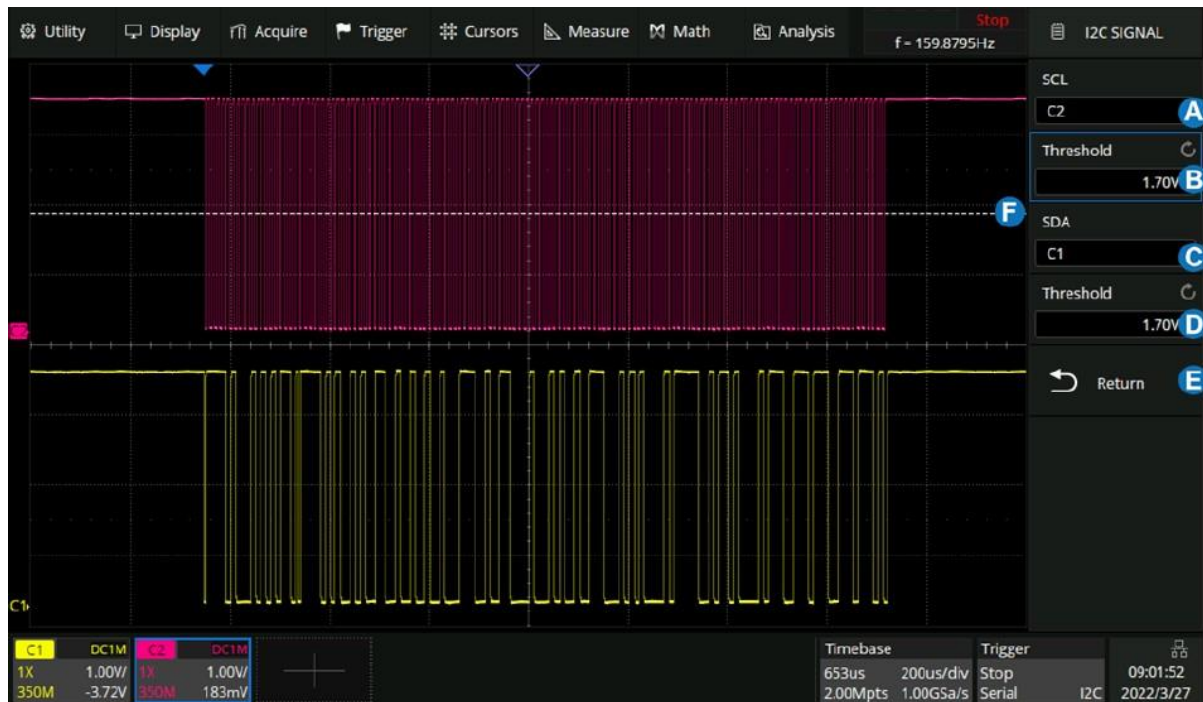 Utility Display Acquire Trigger Cursors Measure Math Analysis
Stop
f = 159.8795Hz
I2C SIGNAL
SCL
C2 A
Threshold
1.70V B
F
SDA
C1 C
Threshold
1.70V D
Return E
C2
C1
C1 DC1M
1X 1.00V/
350M -3.72V
C2 DC1M
1X 1.00V/
350M 183mV
Timebase
653us 200us/div
2.00Mpts 1.00GSa/s
Trigger
Stop
Serial I2C
09:01:52
2022/3/27